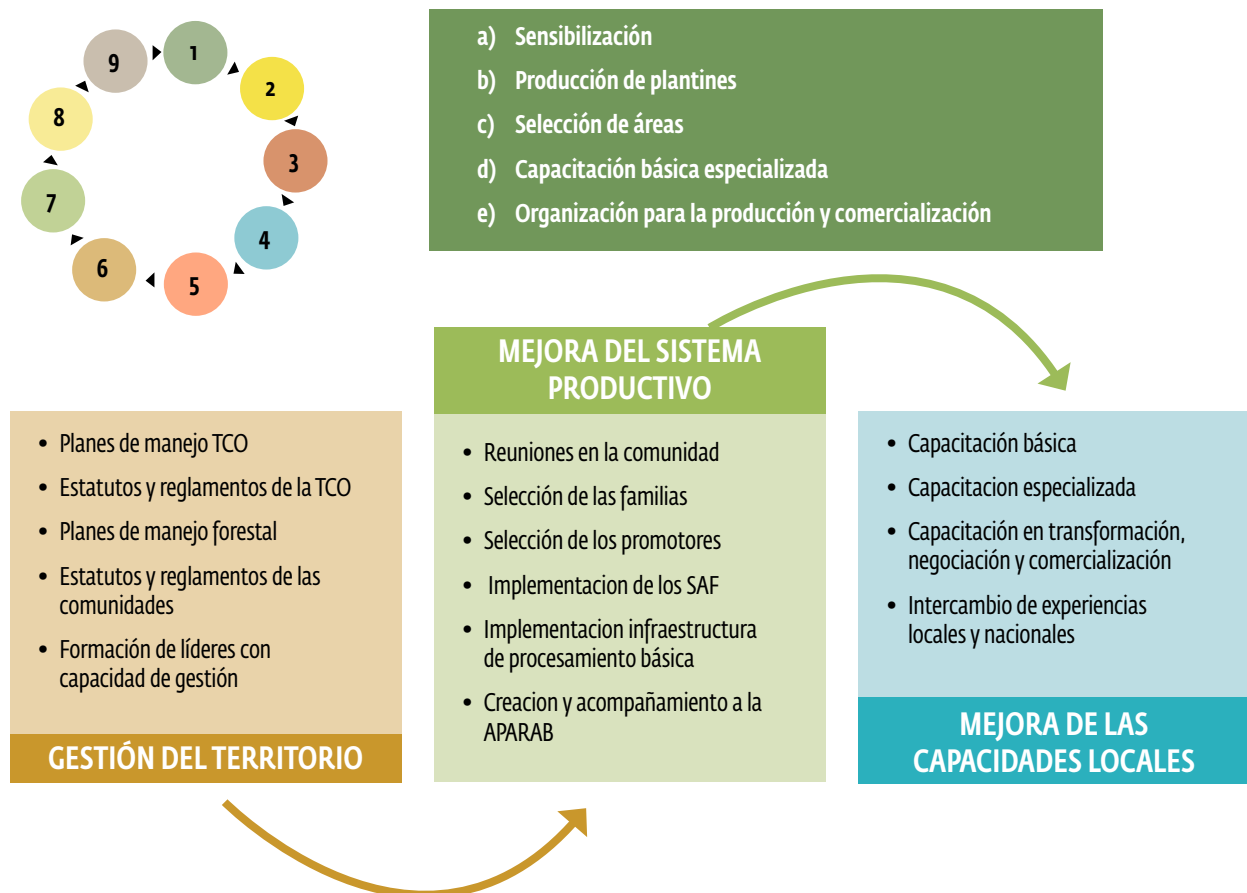 1
2
3
4
5
6
7
8
9
a) Sensibilización
b) Producción de plantines
c) Selección de áreas
d) Capacitación básica especializada
e) Organización para la producción y comercialización
• Planes de manejo TCO
• Estatutos y reglamentos de la TCO
• Planes de manejo forestal
• Estatutos y reglamentos de las
comunidades
• Formación de líderes con
capacidad de gestión
GESTIÓN DEL TERRITORIO
MEJORA DEL SISTEMA
PRODUCTIVO
• Reuniones en la comunidad
• Selección de las familias
• Selección de los promotores
• Implementacion de los SAF
• Implementacion infraestructura
de procesamiento básica
• Creacion y acompañamiento a la
APARAB
• Capacitación básica
• Capacitacion especializada
• Capacitación en transformación,
negociación y comercialización
• Intercambio de experiencias
locales y nacionales
MEJORA DE LAS
CAPACIDADES LOCALES